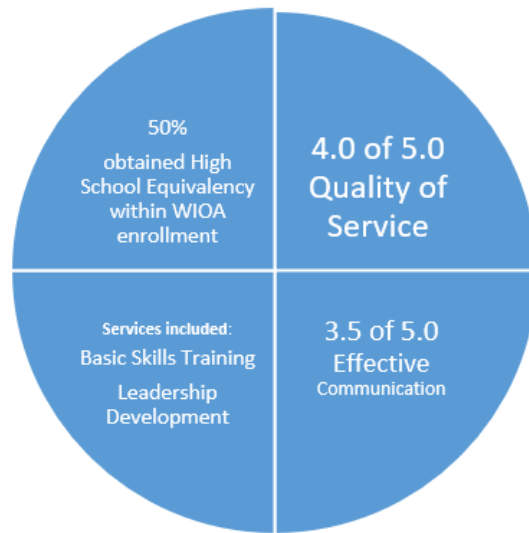 50%
obtained High
School Equivalency
within WIOA
enrollment
4.0 of 5.0
Quality of
Service
Services included:
Basic Skills Training
Leadership
Development
3.5 of 5.0
Effective
Communication